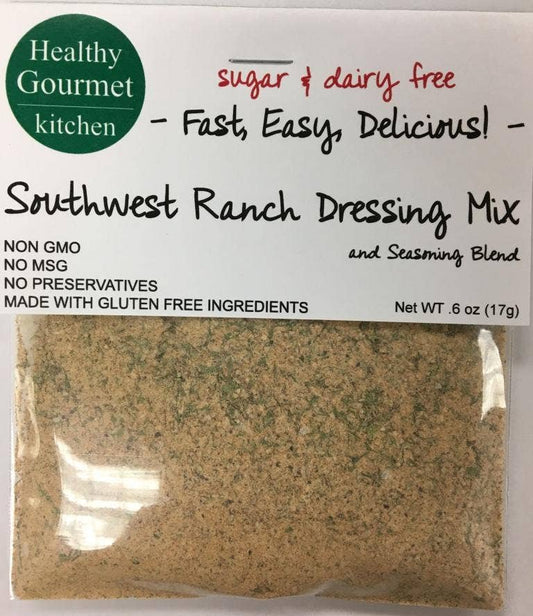 Healthy
Gourmet
kitchen
sugar & dairy free
- Fast, Easy, Delicious! -
Southwest Ranch Dressing Mix
and Seasoning Blend
NON GMO
NO MSG
NO PRESERVATIVES
MADE WITH GLUTEN FREE INGREDIENTS
Net WT .6 oz (17g)